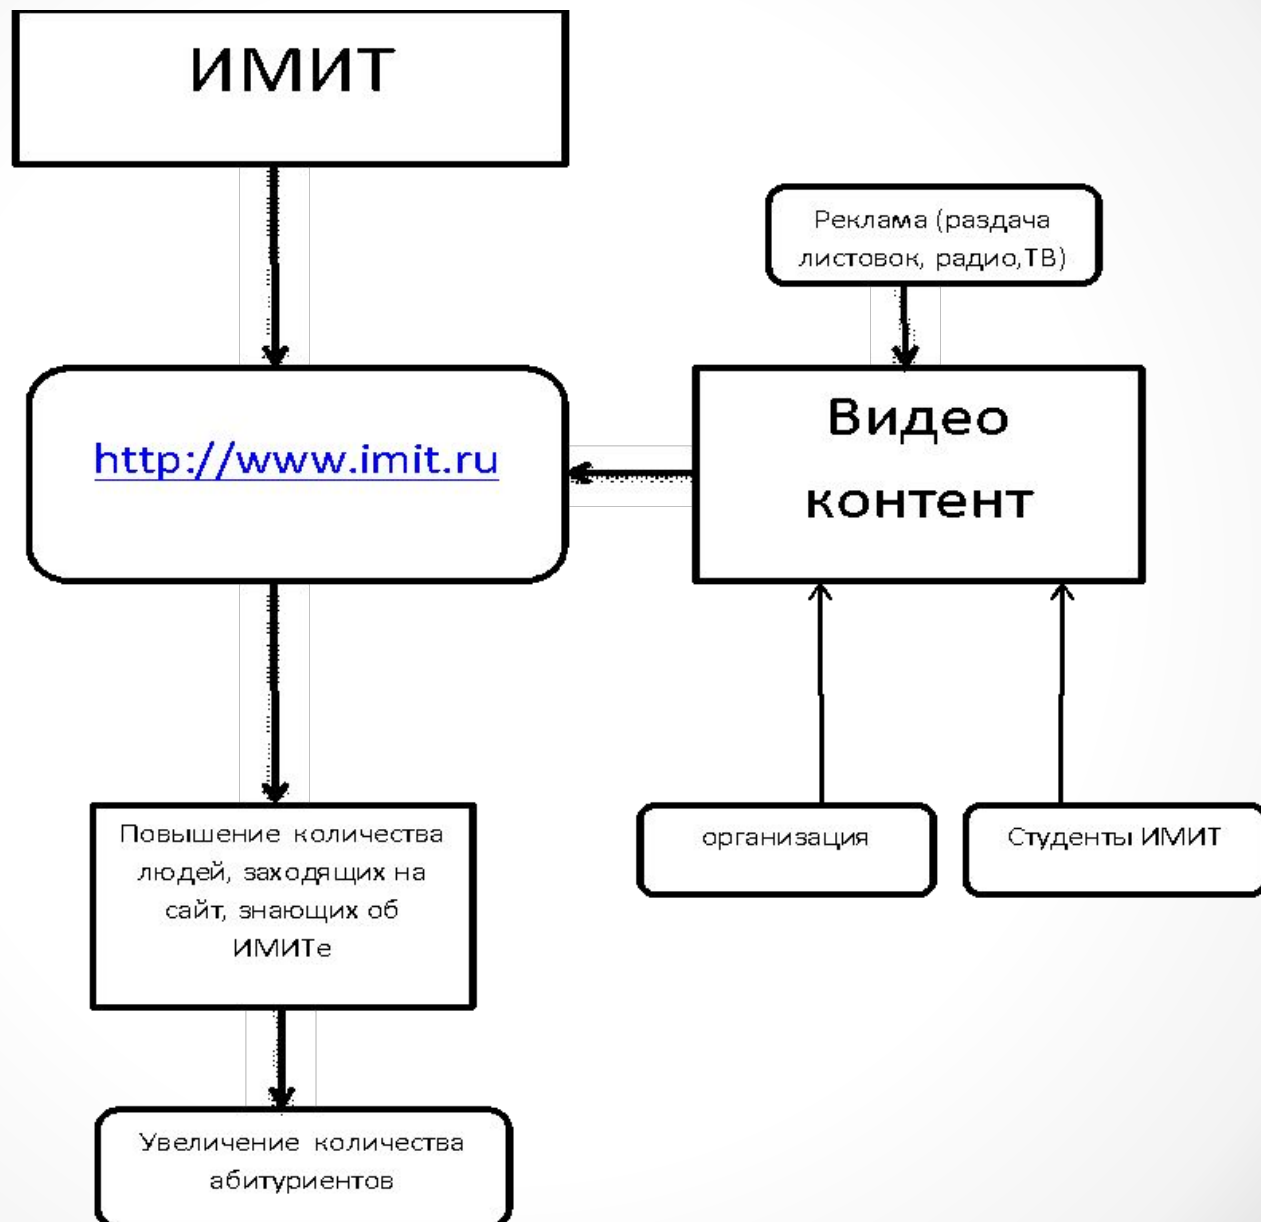 ИМИТ
Реклама (раздача
листовок, радио,ТВ)
http://www.imit.ru
Видео
контент
Повышение количества
людей, заходящих на
сайт, знающих об
ИМИТе
организация
Студенты ИМИТ
Увеличение количества
абитуриентов